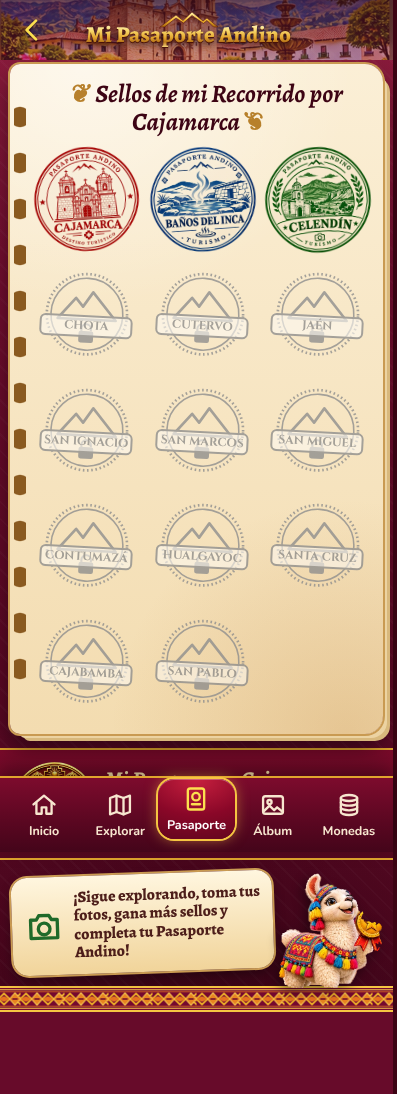 Mi Pasaporte Andino
Sellos de mi Recorrido por
Cajamarca
PASAPORTE ANDINO
CAJAMARCA
DESTINO TURÍSTICO
PASAPORTE ANDINO
BAÑOS DEL INCA
TURISMO
PASAPORTE ANDINO
CELENDÍN
TURISMO
CHOTA
CUTERVO
JAÉN
SAN IGNACIO
SAN MARCOS
SAN MIGUEL
CONTUMAZÁ
HUALGAYOC
SANTA CRUZ
CAJABAMBA
SAN PABLO
Inicio
Explorar
Pasaporte
Álbum
Monedas
¡Sigue explorando, toma tus
fotos, gana más sellos y
completa tu Pasaporte
Andino!